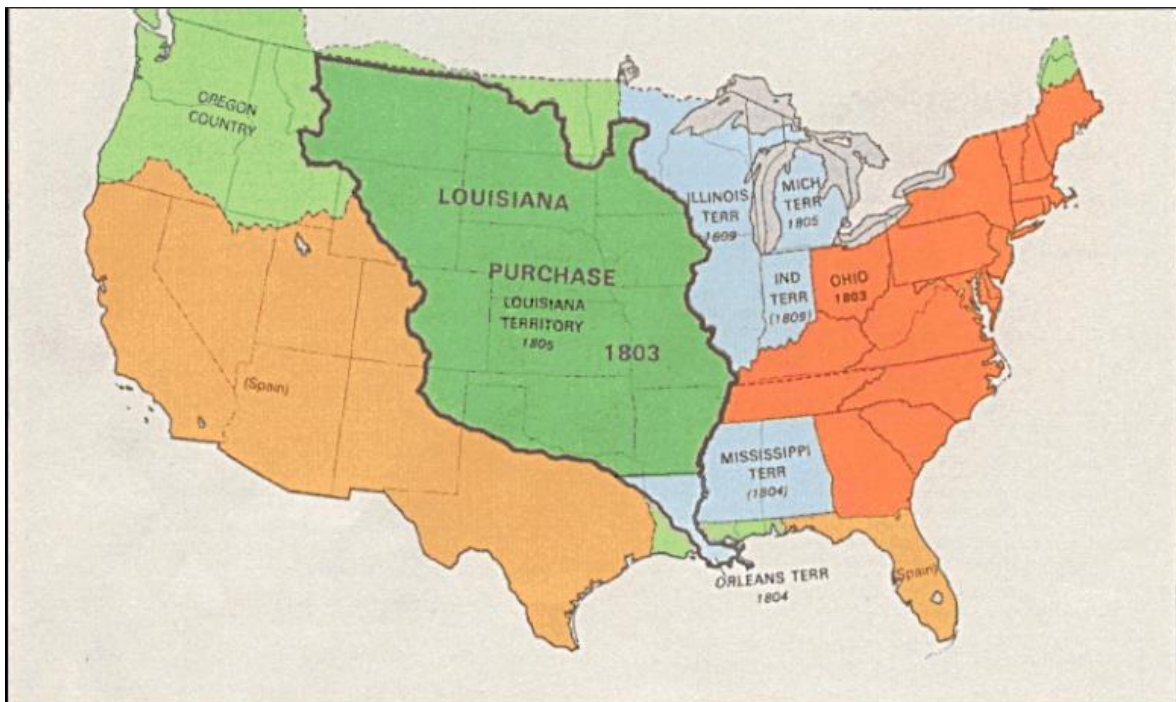 OREGON
COUNTRY
LOUISIANA
PURCHASE
LOUISIANA
TERRITORY
1805
1803
(Spain)
ILLINOIS
TERR
1809
MICH
TERR
1805
IND
TERR
(1809)
OHIO
1803
MISSISSIPPI
TERR
(1804)
ORLEANS TERR
1804
(Spain)